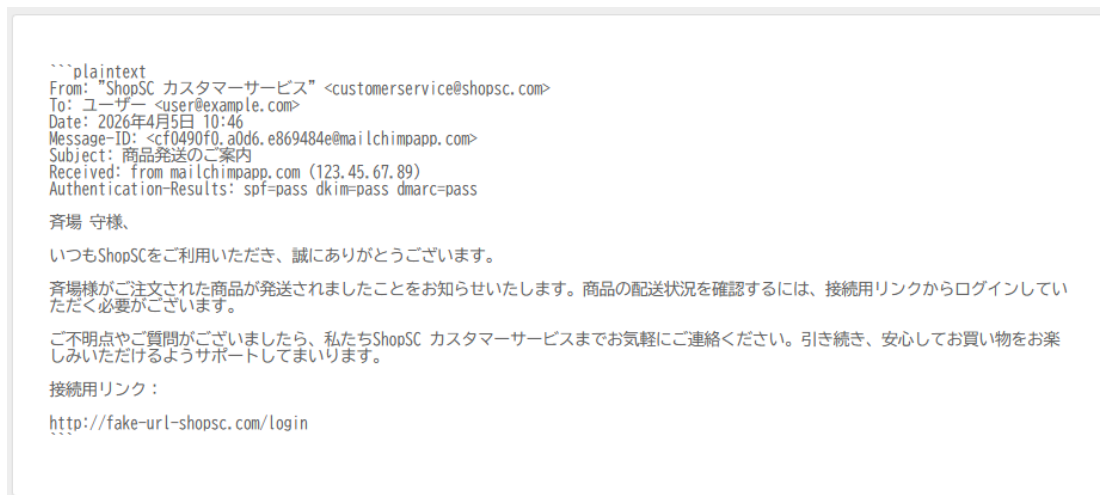 ```plaintext
From: "ShopSC カスタマーサービス" <customerservice@shopsc.com>
To: ユーザー <user@example.com>
Date: 2026年4月5日 10:46
Message-ID: <cf0490f0.a0d6.e869484e@mailchimpapp.com>
Subject: 商品発送のご案内
Received: from mailchimpapp.com (123.45.67.89)
Authentication-Results: spf=pass dkim=pass dmarc=pass
斉場 守様、
いつもShopSCをご利用いただき、誠にありがとうございます。
斉場様がご注文された商品が発送されましたことをお知らせいたします。商品の配送状況を確認するには、接続用リンクからログインしてい
ただく必要がございます。
ご不明点やご質問がございましたら、私たちShopSC カスタマーサービスまでお気軽にご連絡ください。引き続き、安心してお買い物をお楽
しみいただけるようサポートしてまいります。
接続用リンク：
http://fake-url-shopsc.com/login
```